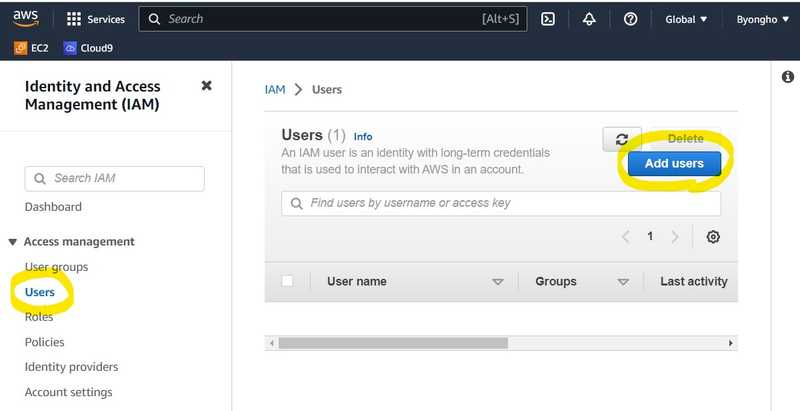 aws
Services
Search
[Alt+S]
Global
Byongho
EC2
Cloud9
Identity and Access
Management (IAM)
Search IAM
Dashboard
Access management
User groups
Users
Roles
Policies
Identity providers
Account settings
IAM > Users
Users (1) Info
An IAM user is an identity with long-term credentials
that is used to interact with AWS in an account.
Delete
Add users
Find users by username or access key
1
User name
Groups
Last activity